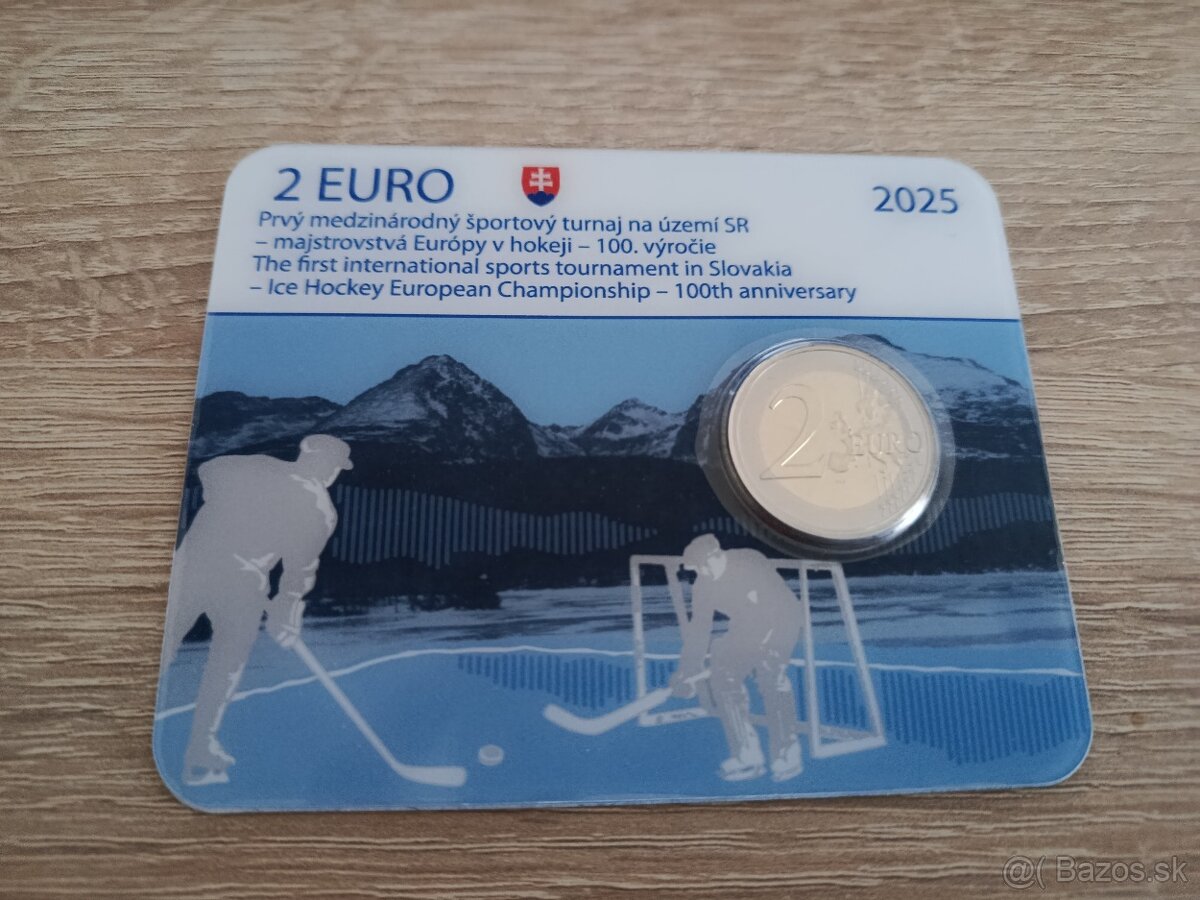 2 EURO
2025
Prvý medzinárodný športový turnaj na území SR
– majstrovstvá Európy v hokeji – 100. výročie
The first international sports tournament in Slovakia
– Ice Hockey European Championship – 100th anniversary
2 EURO
@( Bazos.sk